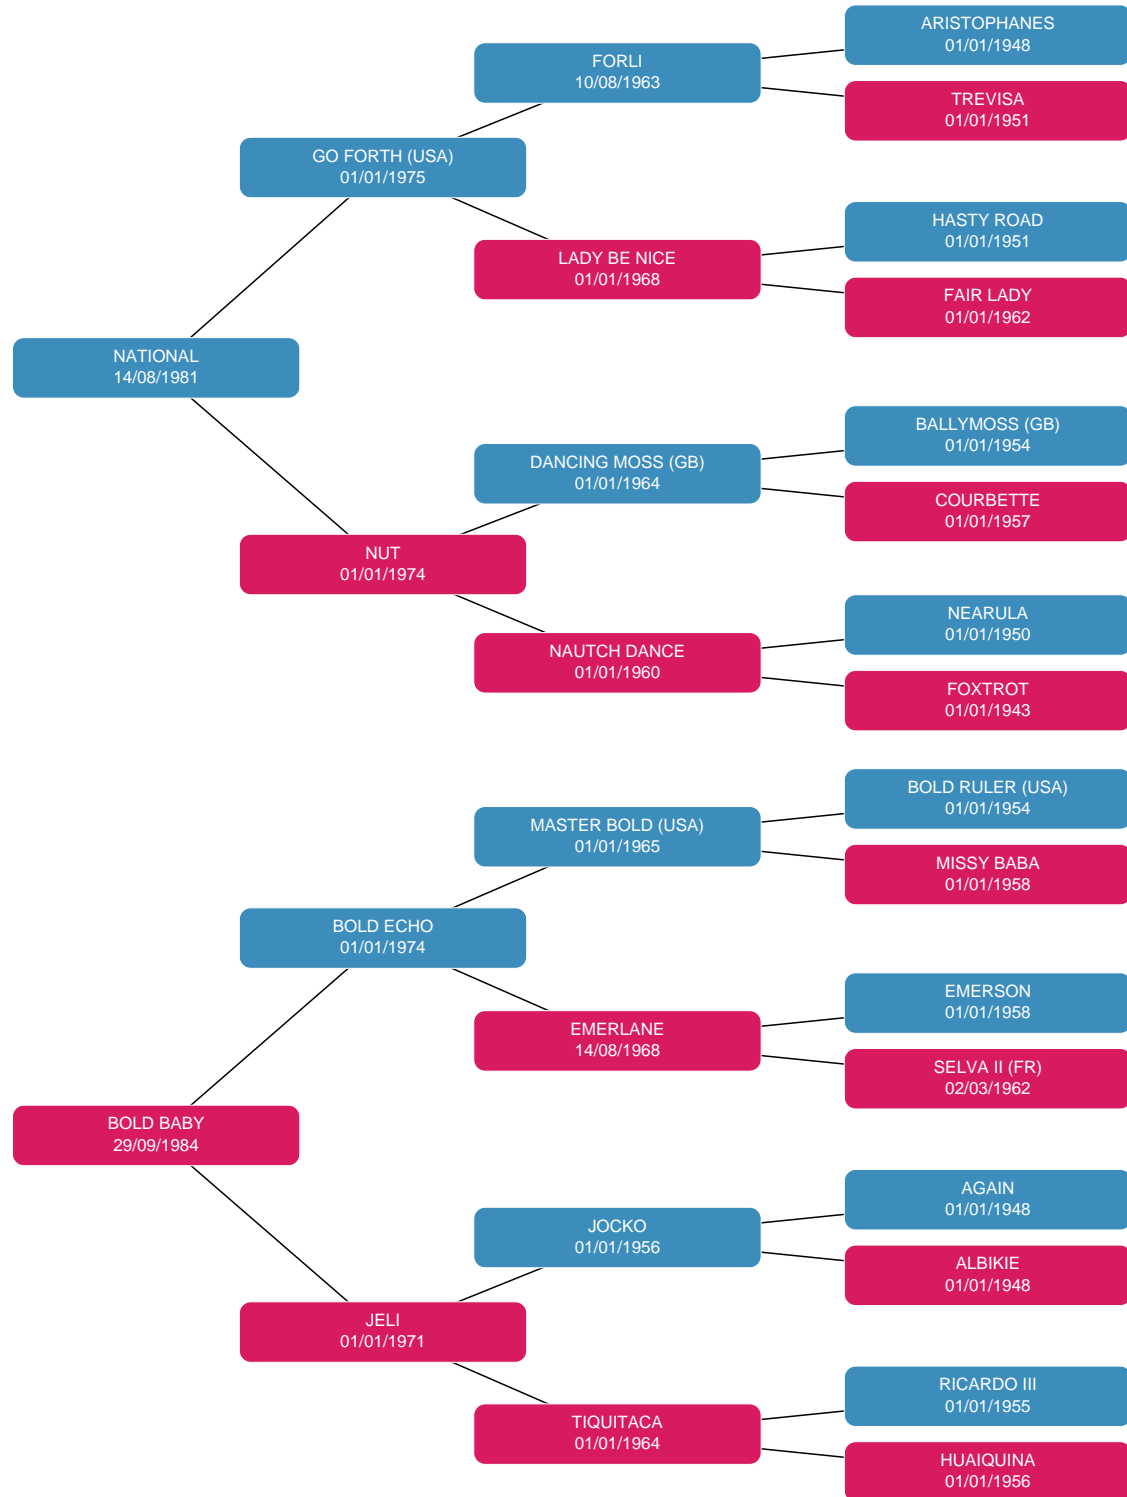 ARISTOPHANES
01/01/1948
FORLI
10/08/1963
TREVISA
01/01/1951
GO FORTH (USA)
01/01/1975
HASTY ROAD
01/01/1951
LADY BE NICE
01/01/1968
FAIR LADY
01/01/1962
NATIONAL
14/08/1981
BALLYMOSS (GB)
01/01/1954
DANCING MOSS (GB)
01/01/1964
COURBETTE
01/01/1957
NUT
01/01/1974
NEARULA
01/01/1950
NAUTCH DANCE
01/01/1960
FOXTROT
01/01/1943
BOLD RULER (USA)
01/01/1954
MASTER BOLD (USA)
01/01/1965
MISSY BABA
01/01/1958
BOLD ECHO
01/01/1974
EMERSON
01/01/1958
EMERLANE
14/08/1968
SELVA II (FR)
02/03/1962
BOLD BABY
29/09/1984
AGAIN
01/01/1948
JOCKO
01/01/1956
ALBIKIE
01/01/1948
JELI
01/01/1971
RICARDO III
01/01/1955
TIQUITACA
01/01/1964
HUAIQUINA
01/01/1956